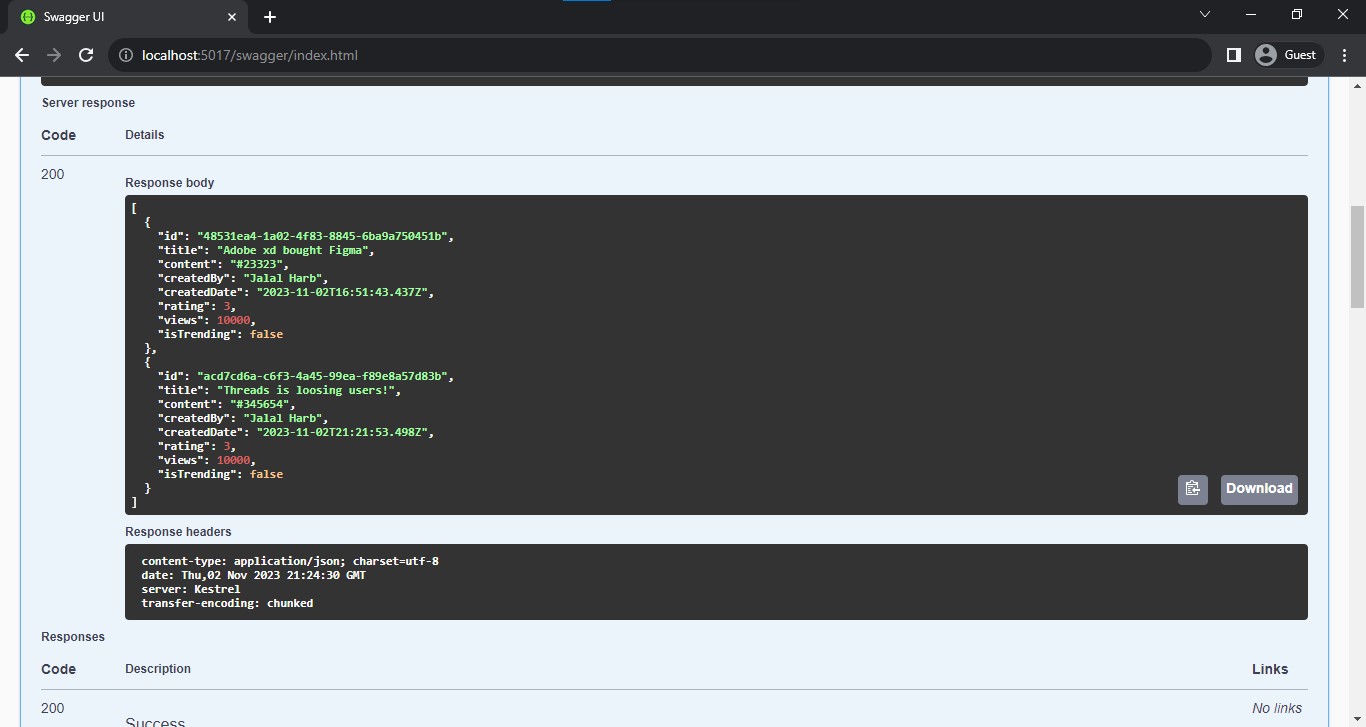 Swagger UI
localhost:5017/swagger/index.html
Guest
Server response
Code Details
200
Response body
[
  {
    "id": "48531ea4-1a02-4f83-8845-6ba9a750451b",
    "title": "Adobe xd bought Figma",
    "content": "#23323",
    "createdBy": "Jalal Harb",
    "createdDate": "2023-11-02T16:51:43.437Z",
    "rating": 3,
    "views": 10000,
    "isTrending": false
  },
  {
    "id": "acd7cd6a-c6f3-4a45-99ea-f89e8a57d83b",
    "title": "Threads is loosing users!",
    "content": "#345654",
    "createdBy": "Jalal Harb",
    "createdDate": "2023-11-02T21:21:53.498Z",
    "rating": 3,
    "views": 10000,
    "isTrending": false
  }
]
Download
Response headers
content-type: application/json; charset=utf-8
date: Thu,02 Nov 2023 21:24:30 GMT
server: Kestrel
transfer-encoding: chunked
Responses
Code Description Links
200 No links
Success